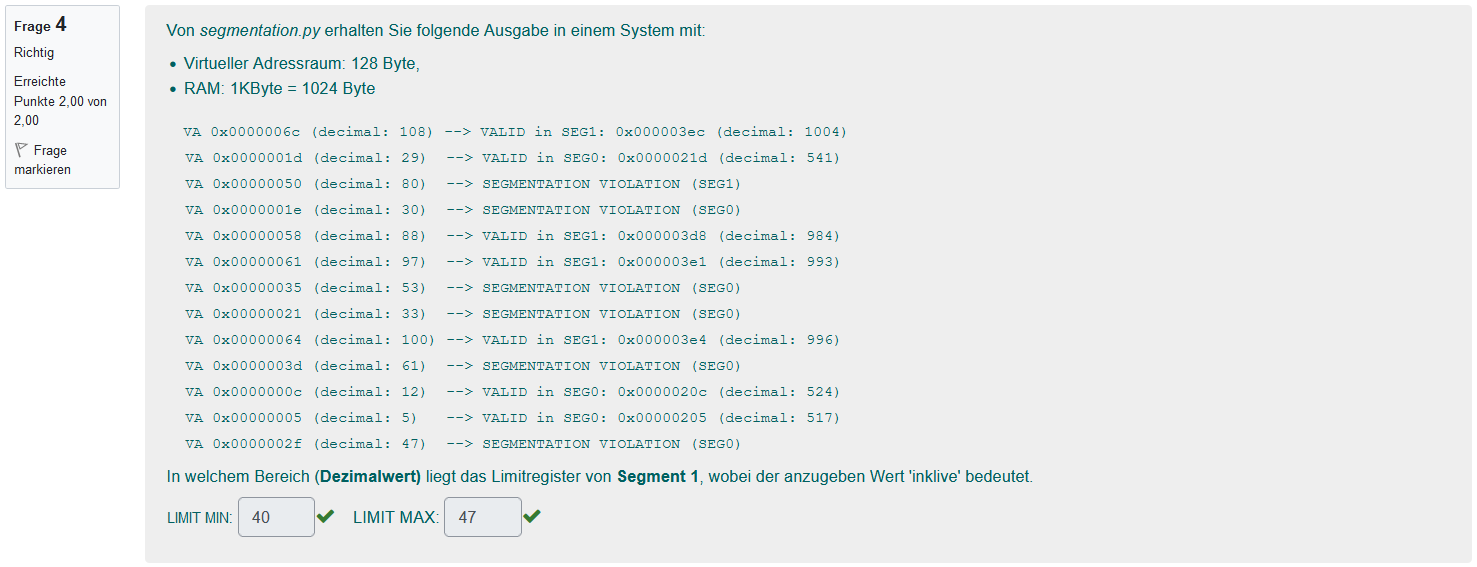 Frage 4
Richtig
Erreichte
Punkte 2,00 von
2,00
Frage
markieren
Von segmentation.py erhalten Sie folgende Ausgabe in einem System mit:
• Virtueller Adressraum: 128 Byte,
• RAM: 1KByte = 1024 Byte
VA 0x0000006c (decimal: 108) --> VALID in SEG1: 0x000003ec (decimal: 1004)
VA 0x0000001d (decimal: 29) --> VALID in SEG0: 0x0000021d (decimal: 541)
VA 0x00000050 (decimal: 80) --> SEGMENTATION VIOLATION (SEG1)
VA 0x0000001e (decimal: 30) --> SEGMENTATION VIOLATION (SEG0)
VA 0x00000058 (decimal: 88) --> VALID in SEG1: 0x000003d8 (decimal: 984)
VA 0x00000061 (decimal: 97) --> VALID in SEG1: 0x000003e1 (decimal: 993)
VA 0x00000035 (decimal: 53) --> SEGMENTATION VIOLATION (SEG0)
VA 0x00000021 (decimal: 33) --> SEGMENTATION VIOLATION (SEG0)
VA 0x00000064 (decimal: 100) --> VALID in SEG1: 0x000003e4 (decimal: 996)
VA 0x0000003d (decimal: 61) --> SEGMENTATION VIOLATION (SEG0)
VA 0x0000000c (decimal: 12) --> VALID in SEG0: 0x0000020c (decimal: 524)
VA 0x00000005 (decimal: 5) --> VALID in SEG0: 0x00000205 (decimal: 517)
VA 0x0000002f (decimal: 47) --> SEGMENTATION VIOLATION (SEG0)
In welchem Bereich (Dezimalwert) liegt das Limitregister von Segment 1, wobei der anzugeben Wert 'inklive' bedeutet.
LIMIT MIN: 40 LIMIT MAX: 47